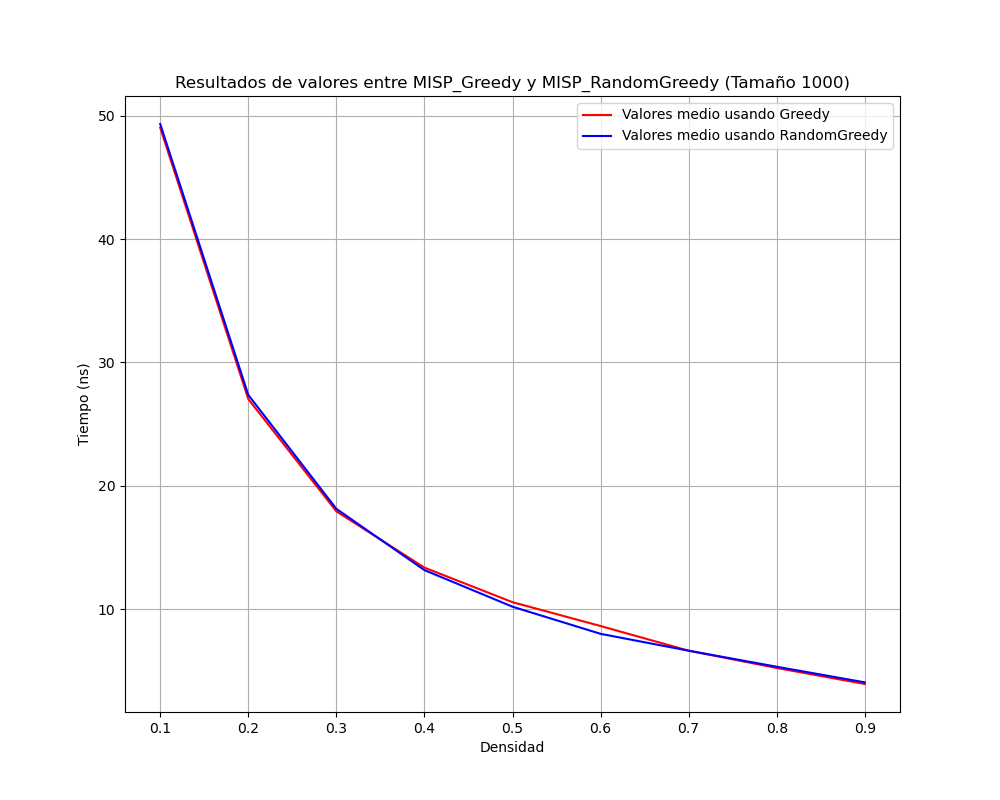 Resultados de valores entre MISP_Greedy y MISP_RandomGreedy (Tamaño 1000)
Valores medio usando Greedy
Valores medio usando RandomGreedy
50
40
30
20
10
Tiempo (ns)
0.1 0.2 0.3 0.4 0.5 0.6 0.7 0.8 0.9
Densidad